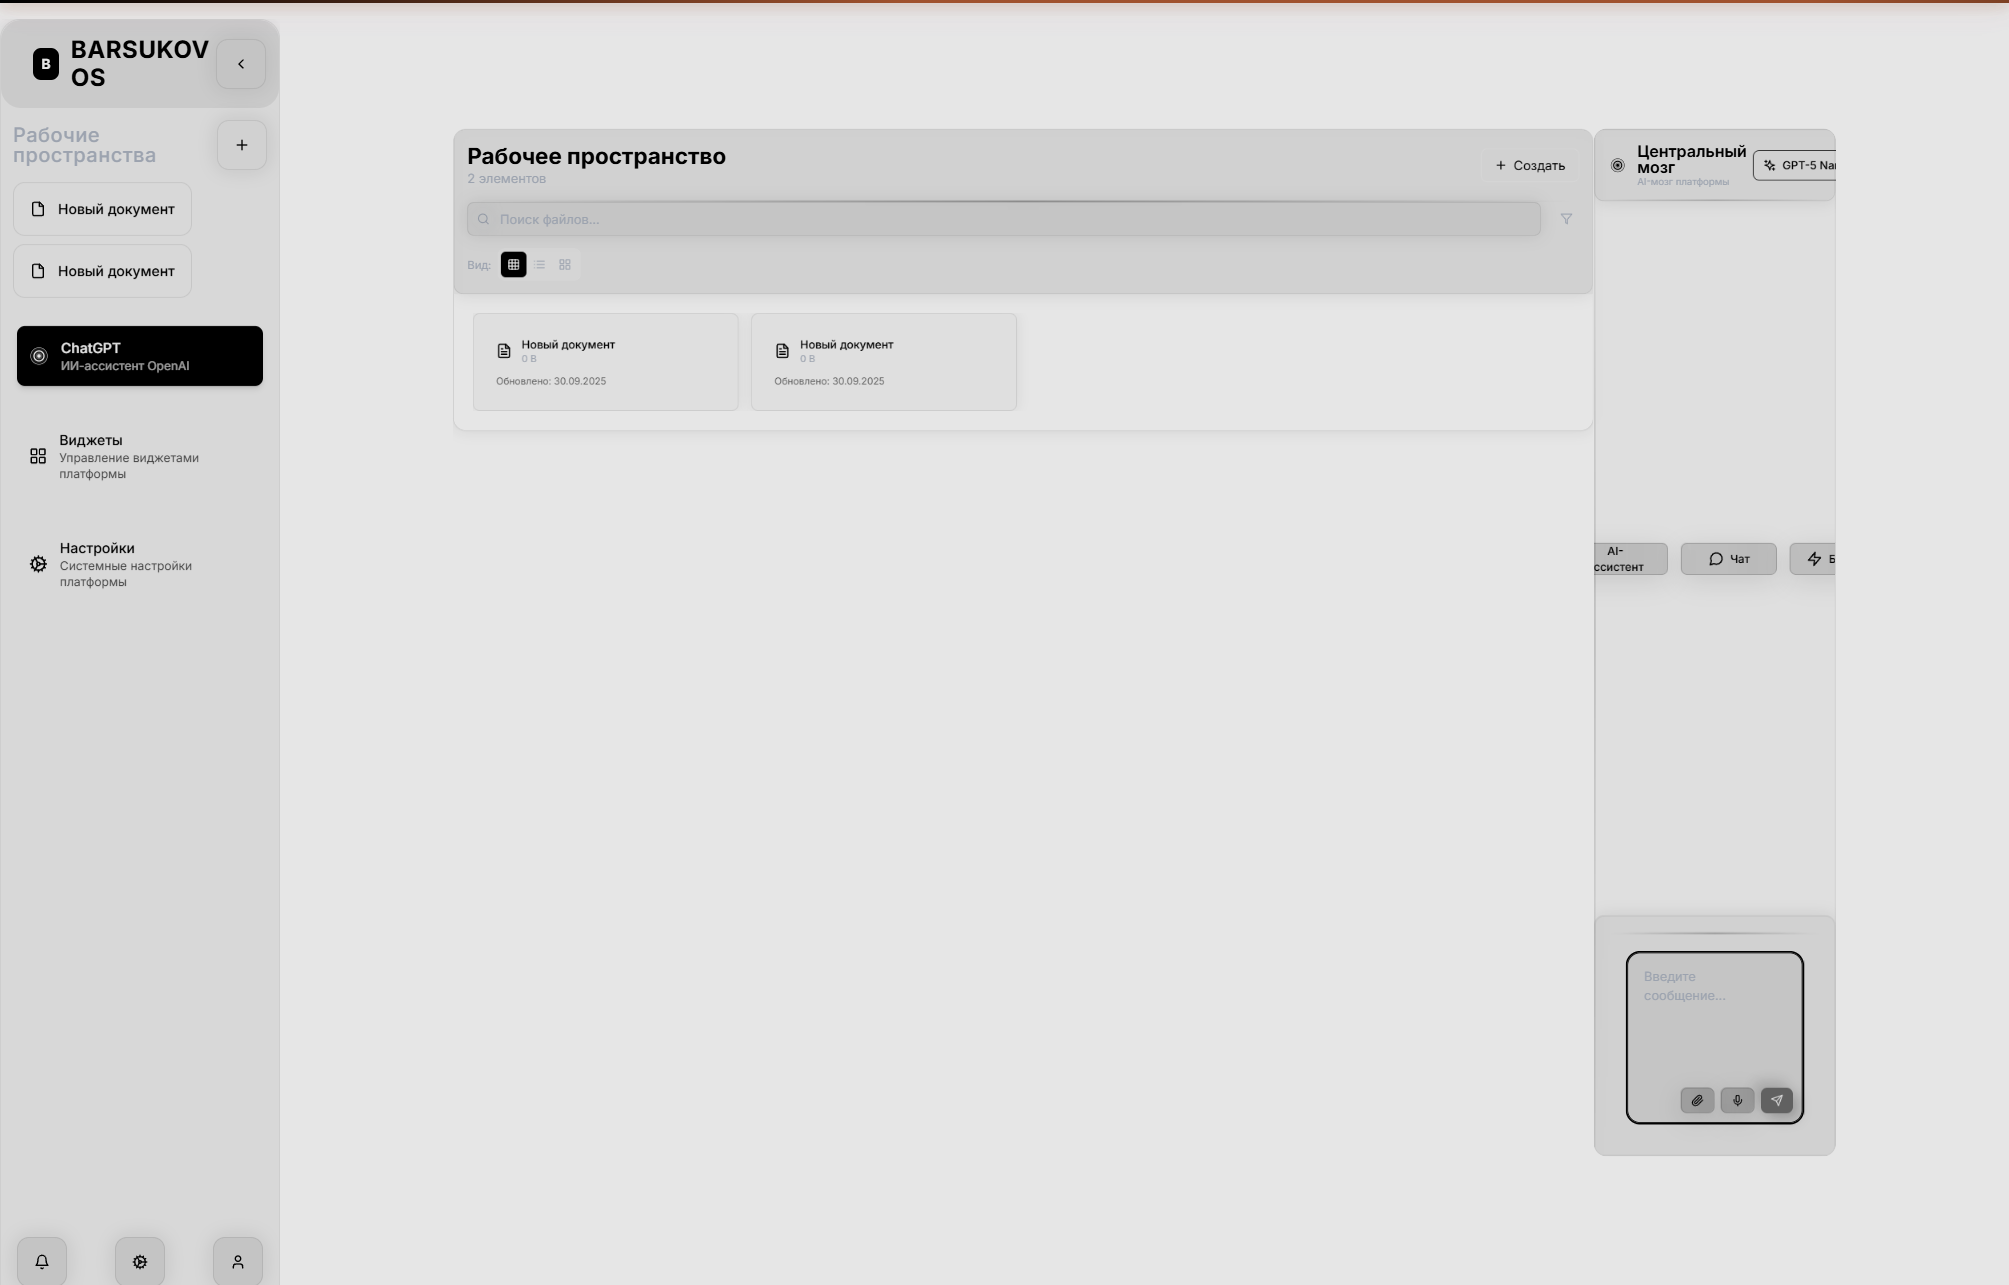 B
BARSUKOV
OS
Рабочие
пространства
Новый документ
Новый документ
ChatGPT
ИИ-ассистент OpenAI
Виджеты
Управление виджетами
платформы
Настройки
Системные настройки
платформы
Рабочее пространство
2 элементов
Создать
Поиск файлов...
Вид:
Новый документ
0 B
Обновлено: 30.09.2025
Новый документ
0 B
Обновлено: 30.09.2025
Центральный
мозг
AI-мозг платформы
GPT-5 Na
AI-
ссистент
Чат
Введите
сообщение...